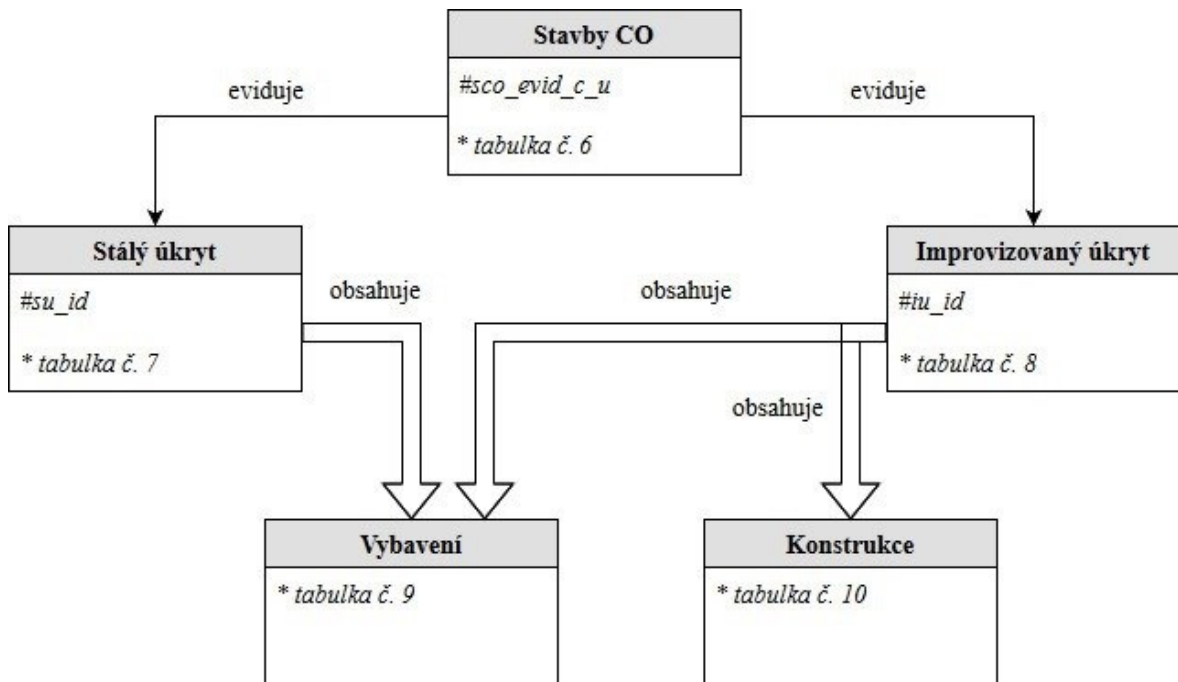 Stavby CO
#sco_evid_c_u
* tabulka č. 6
eviduje
eviduje
Stálý úkryt
#su_id
* tabulka č. 7
Improvizovaný úkryt
#iu_id
* tabulka č. 8
obsahuje
obsahuje
obsahuje
Vybavení
* tabulka č. 9
Konstrukce
* tabulka č. 10